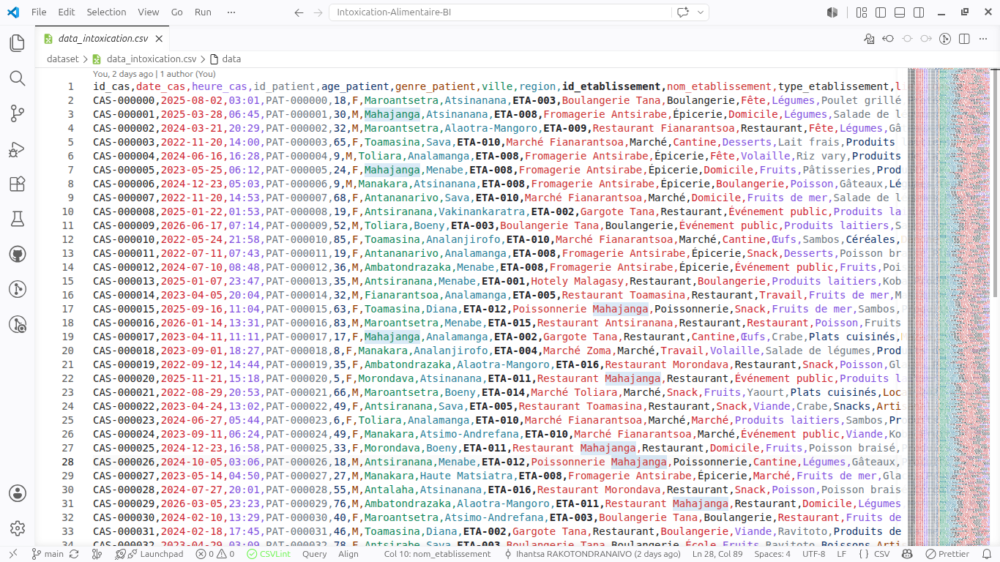 File Edit Selection View Go Run ··· Intoxication-Alimentaire-BI
data_intoxication.csv
dataset > data_intoxication.csv > data
You, 2 days ago | 1 author (You)
1 id_cas,date_cas,heure_cas,id_patient,age_patient,genre_patient,ville,region,id_etablissement,nom_etablissement,type_etablissement,l
2 CAS-000000,2025-08-02,03:01,PAT-000000,18,F,Maroantsetra,Atsinanana,ETA-003,Boulangerie Tana,Boulangerie,Fête,Légumes,Poulet grillé
3 CAS-000001,2025-03-28,06:45,PAT-000001,30,M,Mahajanga,Atsinanana,ETA-008,Fromagerie Antsirabe,Épicerie,Domicile,Légumes,Salade de l
4 CAS-000002,2024-03-21,20:29,PAT-000002,32,M,Maroantsetra,Alaotra-Mangoro,ETA-009,Restaurant Fianarantsoa,Restaurant,Fête,Légumes,Gâ
5 CAS-000003,2022-11-20,14:00,PAT-000003,65,F,Toamasina,Sava,ETA-010,Marché Fianarantsoa,Marché,Cantine,Desserts,Lait frais,Produits
6 CAS-000004,2024-06-16,16:28,PAT-000004,9,M,Toliara,Analamanga,ETA-008,Fromagerie Antsirabe,Épicerie,Fête,Volaille,Riz vary,Produits
7 CAS-000005,2023-05-25,06:12,PAT-000005,24,F,Mahajanga,Menabe,ETA-008,Fromagerie Antsirabe,Épicerie,Domicile,Fruits,Pâtisseries,Prod
8 CAS-000006,2024-12-23,05:03,PAT-000006,9,M,Manakara,Atsinanana,ETA-008,Fromagerie Antsirabe,Épicerie,Boulangerie,Poisson,Gâteaux,Lé
9 CAS-000007,2022-11-20,14:53,PAT-000007,68,F,Antananarivo,Sava,ETA-010,Marché Fianarantsoa,Marché,Domicile,Fruits de mer,Salade de l
10 CAS-000008,2025-01-22,01:53,PAT-000008,19,F,Antsiranana,Vakinankaratra,ETA-002,Gargote Tana,Restaurant,Événement public,Produits la
11 CAS-000009,2026-06-17,07:14,PAT-000009,52,M,Toliara,Boeny,ETA-003,Boulangerie Tana,Boulangerie,Événement public,Produits laitiers,S
12 CAS-000010,2022-05-24,21:58,PAT-000010,85,F,Toamasina,Analanjirofo,ETA-010,Marché Fianarantsoa,Marché,Cantine,Œufs,Sambos,Céréales,
13 CAS-000011,2022-07-11,07:43,PAT-000011,19,F,Antananarivo,Analamanga,ETA-008,Fromagerie Antsirabe,Épicerie,Snack,Desserts,Poisson br
14 CAS-000012,2024-07-10,08:48,PAT-000012,36,M,Ambatondrazaka,Menabe,ETA-008,Fromagerie Antsirabe,Épicerie,Événement public,Fruits,Poi
15 CAS-000013,2025-01-07,23:47,PAT-000013,35,M,Antsiranana,Menabe,ETA-001,Hotely Malagasy,Restaurant,Boulangerie,Produits laitiers,Kob
16 CAS-000014,2023-04-05,20:04,PAT-000014,32,M,Fianarantsoa,Analamanga,ETA-005,Restaurant Toamasina,Restaurant,Travail,Fruits de mer,M
17 CAS-000015,2025-09-16,11:04,PAT-000015,63,F,Toamasina,Diana,ETA-012,Poissonnerie Mahajanga,Poissonnerie,Snack,Fruits de mer,Sambos,
18 CAS-000016,2026-01-14,13:31,PAT-000016,83,M,Maroantsetra,Menabe,ETA-015,Restaurant Antsiranana,Restaurant,Restaurant,Poisson,Fruits
19 CAS-000017,2023-04-11,11:11,PAT-000017,17,F,Mahajanga,Analamanga,ETA-002,Gargote Tana,Restaurant,Cantine,Œufs,Crabe,Plats cuisinés,
20 CAS-000018,2023-09-01,18:27,PAT-000018,8,F,Manakara,Analanjirofo,ETA-004,Marché Zoma,Marché,Travail,Volaille,Salade de légumes,Prod
21 CAS-000019,2022-09-12,14:44,PAT-000019,35,F,Ambatondrazaka,Alaotra-Mangoro,ETA-016,Restaurant Morondava,Restaurant,Snack,Poisson,Gl
22 CAS-000020,2025-11-21,15:18,PAT-000020,5,F,Morondava,Atsinanana,ETA-011,Restaurant Mahajanga,Restaurant,Événement public,Produits l
23 CAS-000021,2022-08-29,20:53,PAT-000021,66,M,Maroantsetra,Boeny,ETA-014,Marché Toliara,Marché,Snack,Fruits,Yaourt,Plats cuisinés,Loc
24 CAS-000022,2023-04-24,13:02,PAT-000022,49,F,Antsiranana,Sava,ETA-005,Restaurant Toamasina,Restaurant,Snack,Viande,Crabe,Snacks,Arti
25 CAS-000023,2024-06-27,05:44,PAT-000023,6,F,Toliara,Analamanga,ETA-010,Marché Fianarantsoa,Marché,Marché,Produits laitiers,Sambos,Pr
26 CAS-000024,2023-09-11,06:24,PAT-000024,49,F,Manakara,Atsimo-Andrefana,ETA-010,Marché Fianarantsoa,Marché,Événement public,Viande,Ko
27 CAS-000025,2024-12-23,16:58,PAT-000025,33,F,Morondava,Boeny,ETA-011,Restaurant Mahajanga,Restaurant,Domicile,Fruits,Poisson braisé,
28 CAS-000026,2024-10-05,03:06,PAT-000026,18,M,Antsiranana,Menabe,ETA-012,Poissonnerie Mahajanga,Poissonnerie,Cantine,Légumes,Gâteaux,
29 CAS-000027,2023-05-14,04:50,PAT-000027,27,M,Manakara,Haute Matsiatra,ETA-008,Fromagerie Antsirabe,Épicerie,Marché,Fruits de mer,Gla
30 CAS-000028,2024-07-27,20:01,PAT-000028,55,M,Antalaha,Atsinanana,ETA-016,Restaurant Morondava,Restaurant,Snack,Poisson,Poisson brais
31 CAS-000029,2026-03-05,23:23,PAT-000029,76,M,Ambatondrazaka,Alaotra-Mangoro,ETA-011,Restaurant Mahajanga,Restaurant,Domicile,Légumes
32 CAS-000030,2024-02-10,13:29,PAT-000030,40,F,Maroantsetra,Atsimo-Andrefana,ETA-003,Boulangerie Tana,Boulangerie,Restaurant,Fruits de
33 CAS-000031,2024-02-18,17:45,PAT-000031,46,M,Toamasina,Diana,ETA-002,Gargote Tana,Restaurant,Boulangerie,Viande,Ravitoto,Produits de
34 CAS-000032,2023-04-29,03:09,PAT-000032,78,F,Antsirabe,Sava,ETA-003,Boulangerie Tana,Boulangerie,École,Fruits,Ravitoto,Boissons,Arti
main Launchpad 0 0 CSVLint Query Align Col 10: nom_etablissement Ihantsa RAKOTONDRANAIVO (2 days ago) Ln 28, Col 89 Spaces: 4 UTF-8 LF {} CSV Prettier